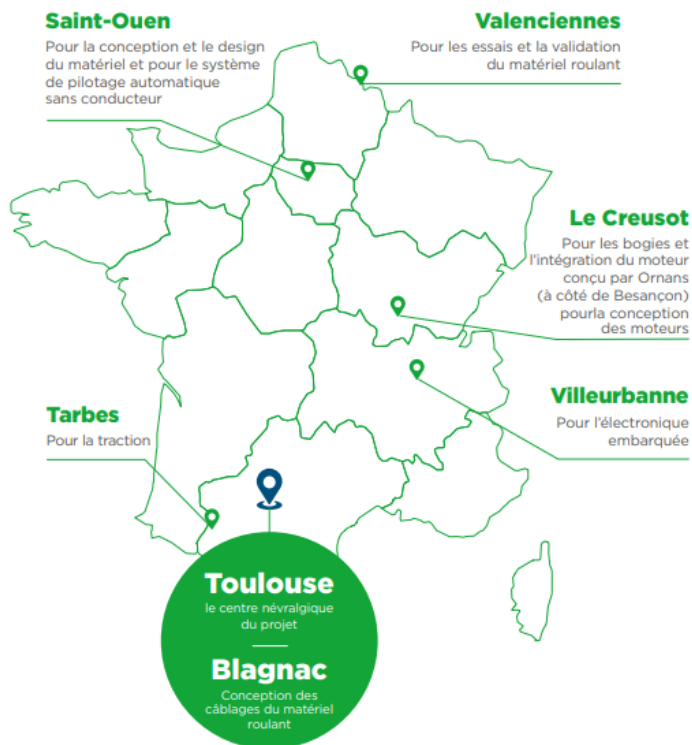 Saint-Ouen
Pour la conception et le design
du matériel et pour le système
de pilotage automatique
sans conducteur
Valenciennes
Pour les essais et la validation
du matériel roulant
Le Creusot
Pour les bogies et
l'intégration du moteur
conçu par Ornans
(à côté de Besançon)
pourla conception
des moteurs
Villeurbanne
Pour l'électronique
embarquée
Tarbes
Pour la traction
Toulouse
le centre névralgique
du projet
Blagnac
Conception des
câblages du matériel
roulant